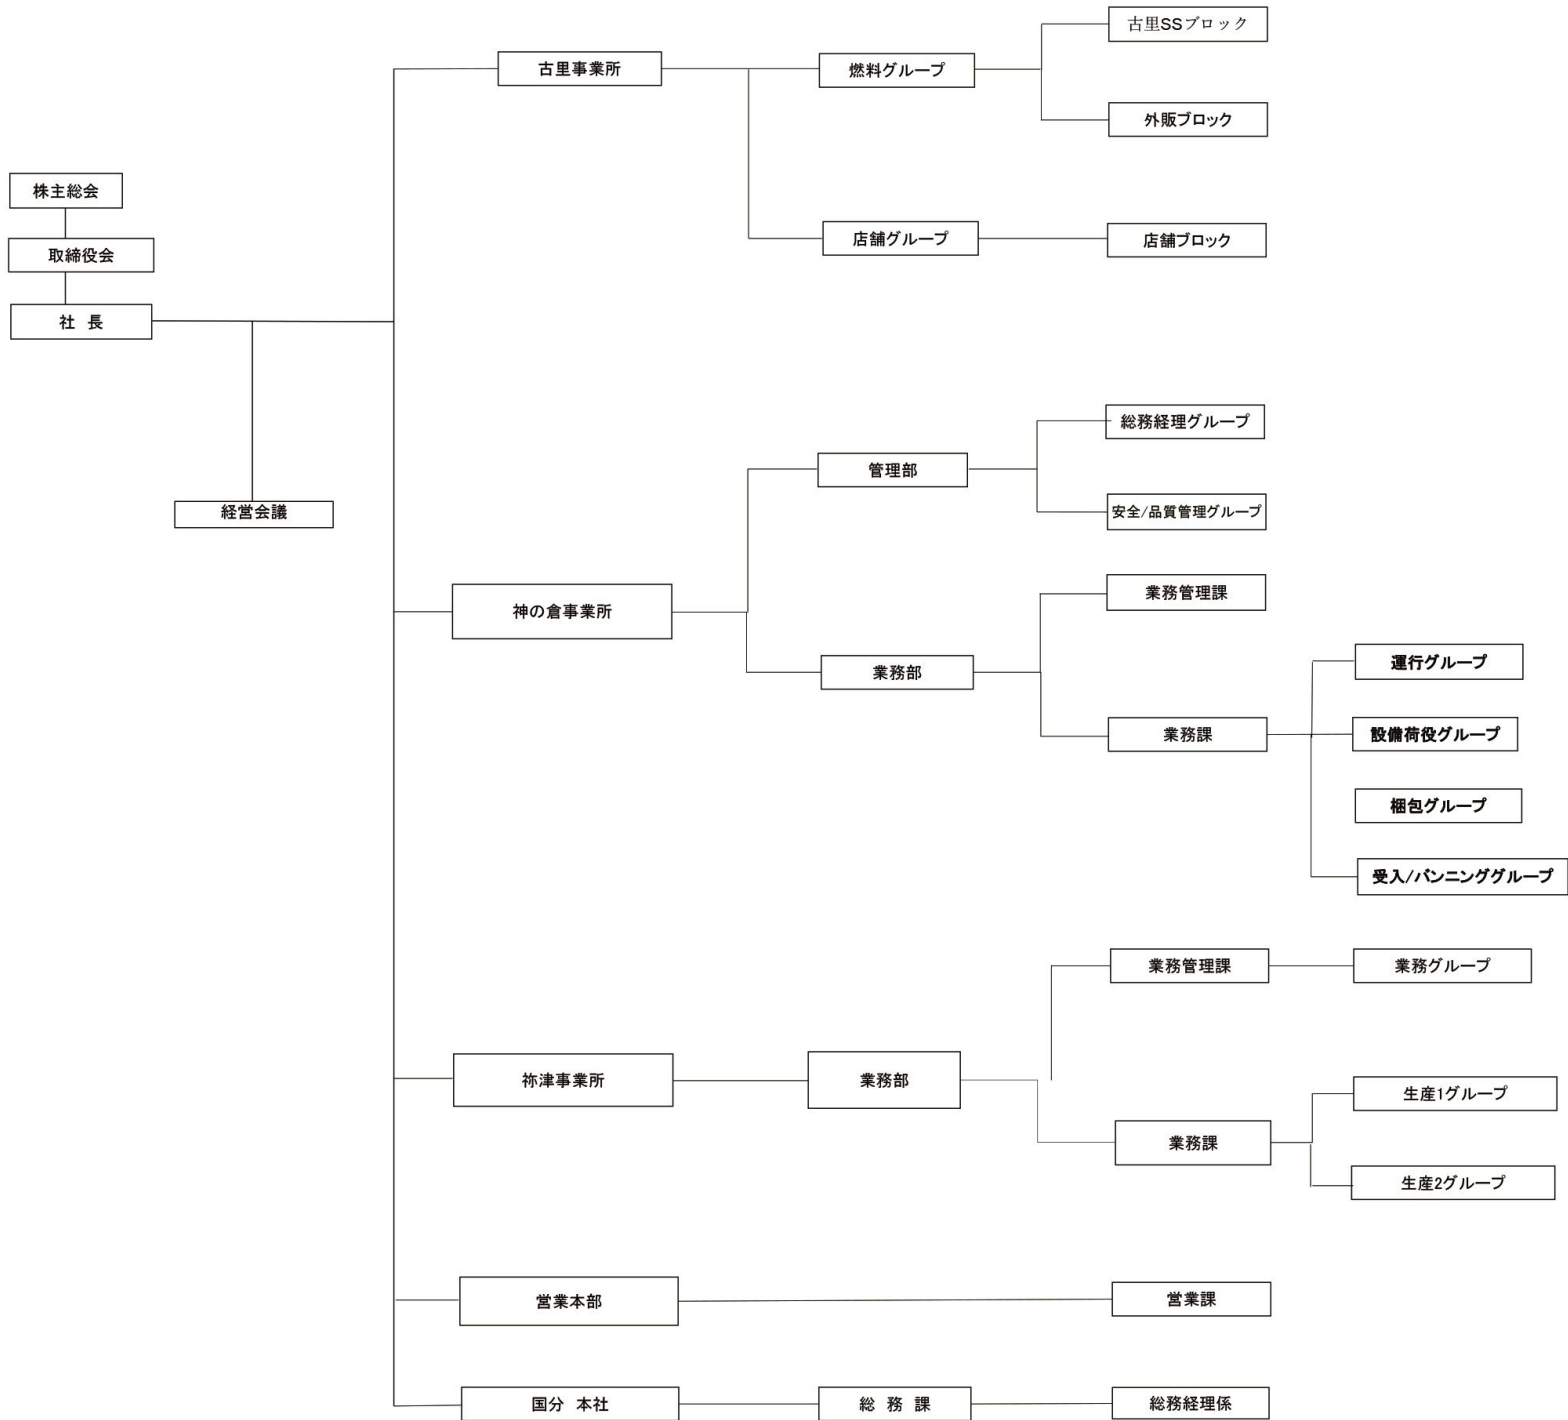 株主総会
取締役会
社 長
経営会議
古里事業所
燃料グループ
古里SSブロック
外販ブロック
店舗グループ
店舗ブロック
神の倉事業所
管理部
総務経理グループ
安全/品質管理グループ
業務部
業務管理課
業務課
運行グループ
設備荷役グループ
梱包グループ
受入/バンニンググループ
祢津事業所
業務部
業務管理課
業務グループ
業務課
生産1グループ
生産2グループ
営業本部
営業課
国分 本社
総 務 課
総務経理係